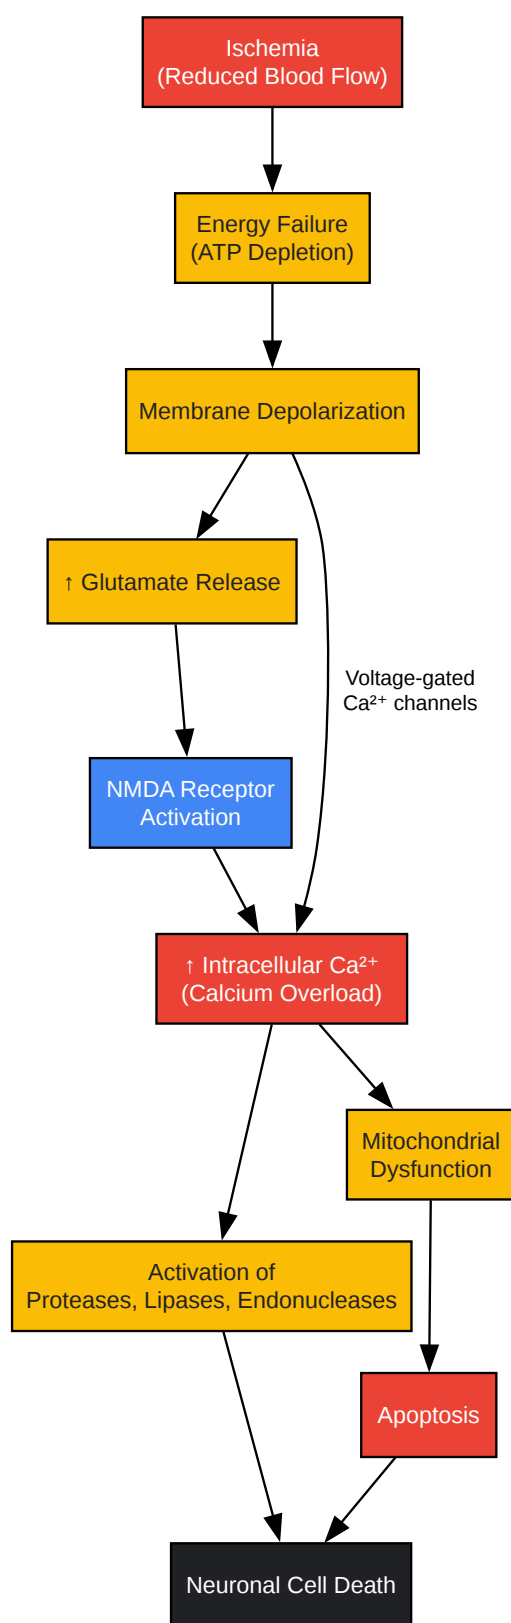 Ischemia
(Reduced Blood Flow)
Energy Failure
(ATP Depletion)
Membrane Depolarization
↑ Glutamate Release
Voltage-gated
Ca²⁺ channels
NMDA Receptor
Activation
↑ Intracellular Ca²⁺
(Calcium Overload)
Mitochondrial
Dysfunction
Activation of
Proteases, Lipases, Endonucleases
Apoptosis
Neuronal Cell Death